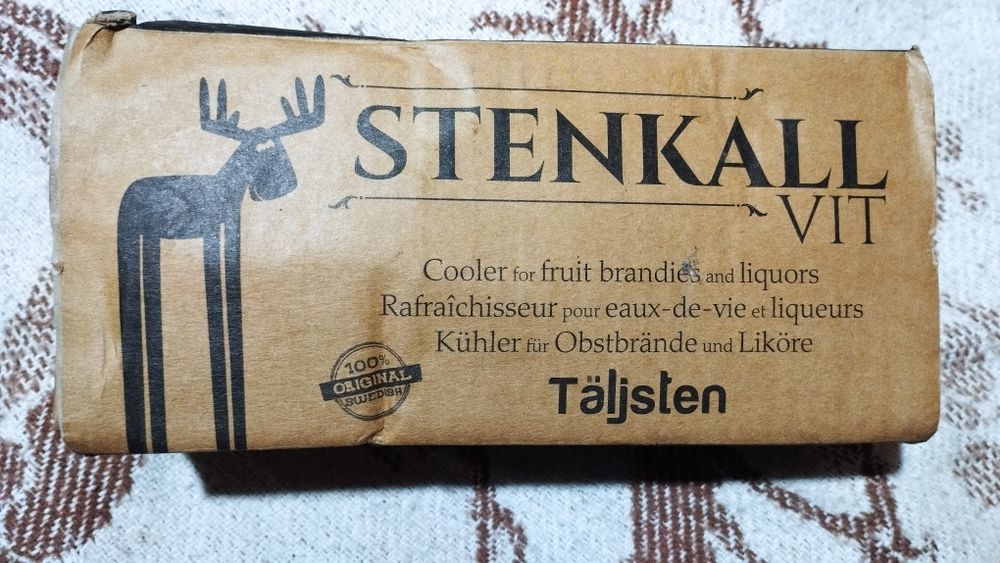 STENKALL
VIT
Cooler for fruit brandies and liquors
Rafraîchisseur pour eaux-de-vie et liqueurs
Kühler für Obstbrände und Liköre
100%
ORIGINAL
SWEDISH
Täljsten